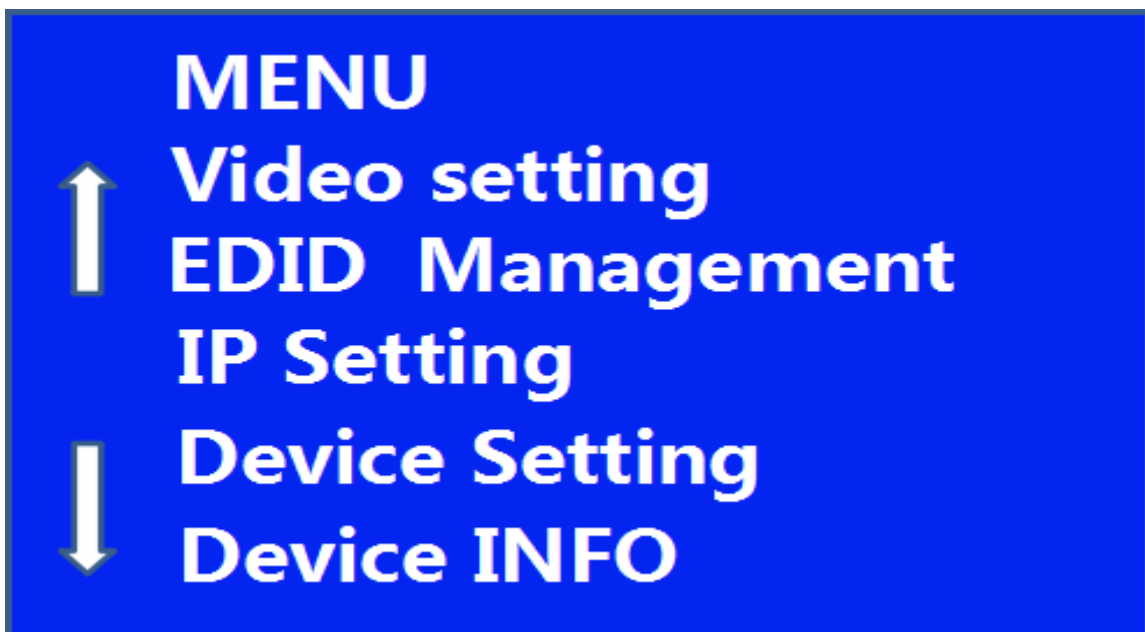 MENU
Video setting
EDID  Management
IP Setting
Device Setting
Device INFO